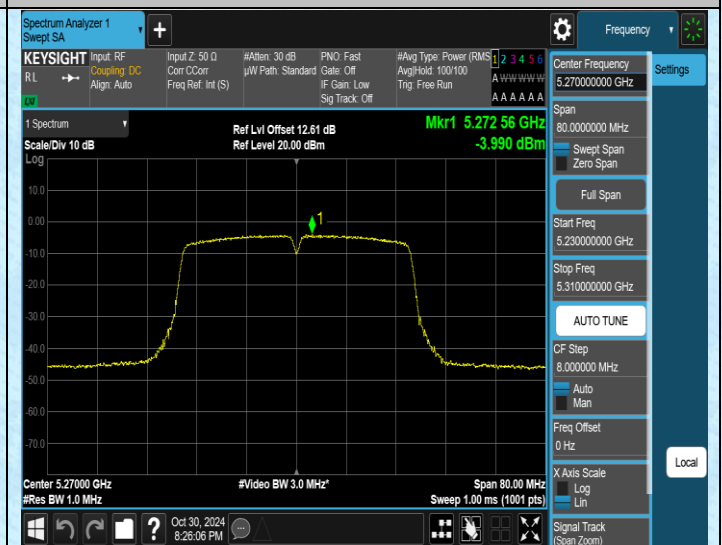 Spectrum Analyzer 1
Swept SA
Frequency
KEYSIGHT
R L
LXI
Input: RF
Coupling: DC
Align: Auto
Input Z: 50 Ω
Corr CCorr
Freq Ref: Int (S)
#Atten: 30 dB
µW Path: Standard
PNO: Fast
Gate: Off
IF Gain: Low
Sig Track: Off
#Avg Type: Power (RMS
Avg|Hold: 100/100
Trig: Free Run
1 2 3 4 5 6
A W W W W W
A A A A A A
Settings
1 Spectrum
Scale/Div 10 dB
Log
Ref Lvl Offset 12.61 dB
Ref Level 20.00 dBm
Mkr1 5.272 56 GHz
-3.990 dBm
10.0
0.00
-10.0
-20.0
-30.0
-40.0
-50.0
-60.0
-70.0
1
Center 5.27000 GHz
#Res BW 1.0 MHz
#Video BW 3.0 MHz*
Span 80.00 MHz
Sweep 1.00 ms (1001 pts)
Center Frequency
5.270000000 GHz
Span
80.0000000 MHz
Swept Span
Zero Span
Full Span
Start Freq
5.230000000 GHz
Stop Freq
5.310000000 GHz
AUTO TUNE
CF Step
8.000000 MHz
Auto
Man
Freq Offset
0 Hz
X Axis Scale
Log
Lin
Signal Track
(Span Zoom)
Local
?
Oct 30, 2024
8:26:06 PM